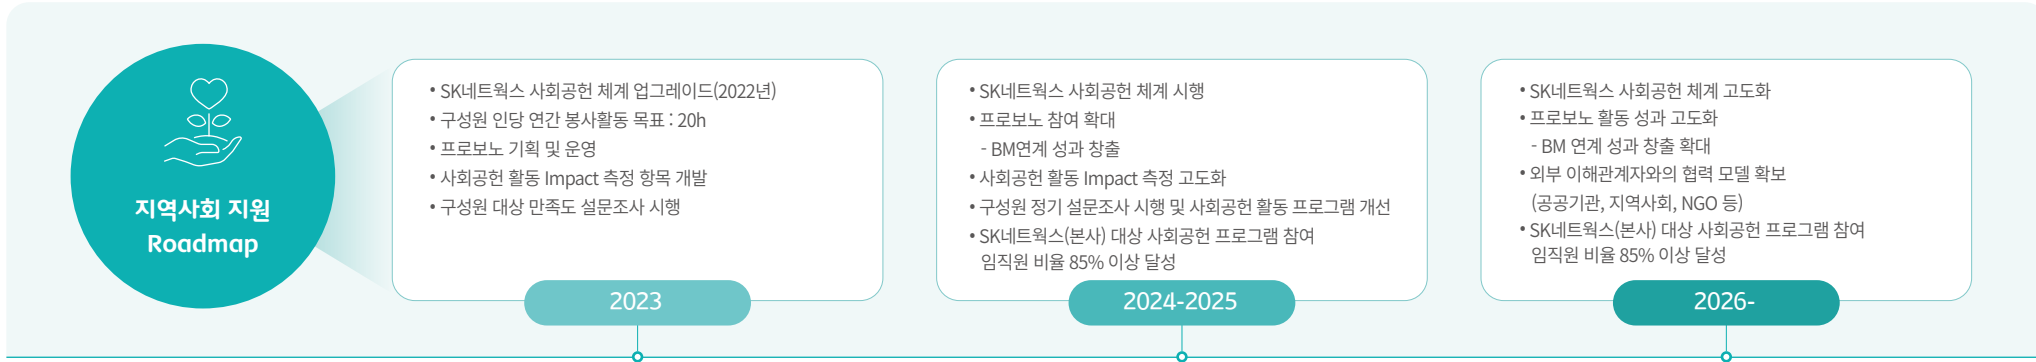 지역사회 지원
Roadmap
• SK네트웍스 사회공헌 체계 업그레이드(2022년)
• 구성원 인당 연간 봉사활동 목표 : 20h
• 프로보노 기획 및 운영
• 사회공헌 활동 Impact 측정 항목 개발
• 구성원 대상 만족도 설문조사 시행
2023
• SK네트웍스 사회공헌 체계 시행
• 프로보노 참여 확대
- BM연계 성과 창출
• 사회공헌 활동 Impact 측정 고도화
• 구성원 정기 설문조사 시행 및 사회공헌 활동 프로그램 개선
• SK네트웍스(본사) 대상 사회공헌 프로그램 참여
임직원 비율 85% 이상 달성
2024-2025
• SK네트웍스 사회공헌 체계 고도화
• 프로보노 활동 성과 고도화
- BM 연계 성과 창출 확대
• 외부 이해관계자와의 협력 모델 확보
(공공기관, 지역사회, NGO 등)
• SK네트웍스(본사) 대상 사회공헌 프로그램 참여
임직원 비율 85% 이상 달성
2026-